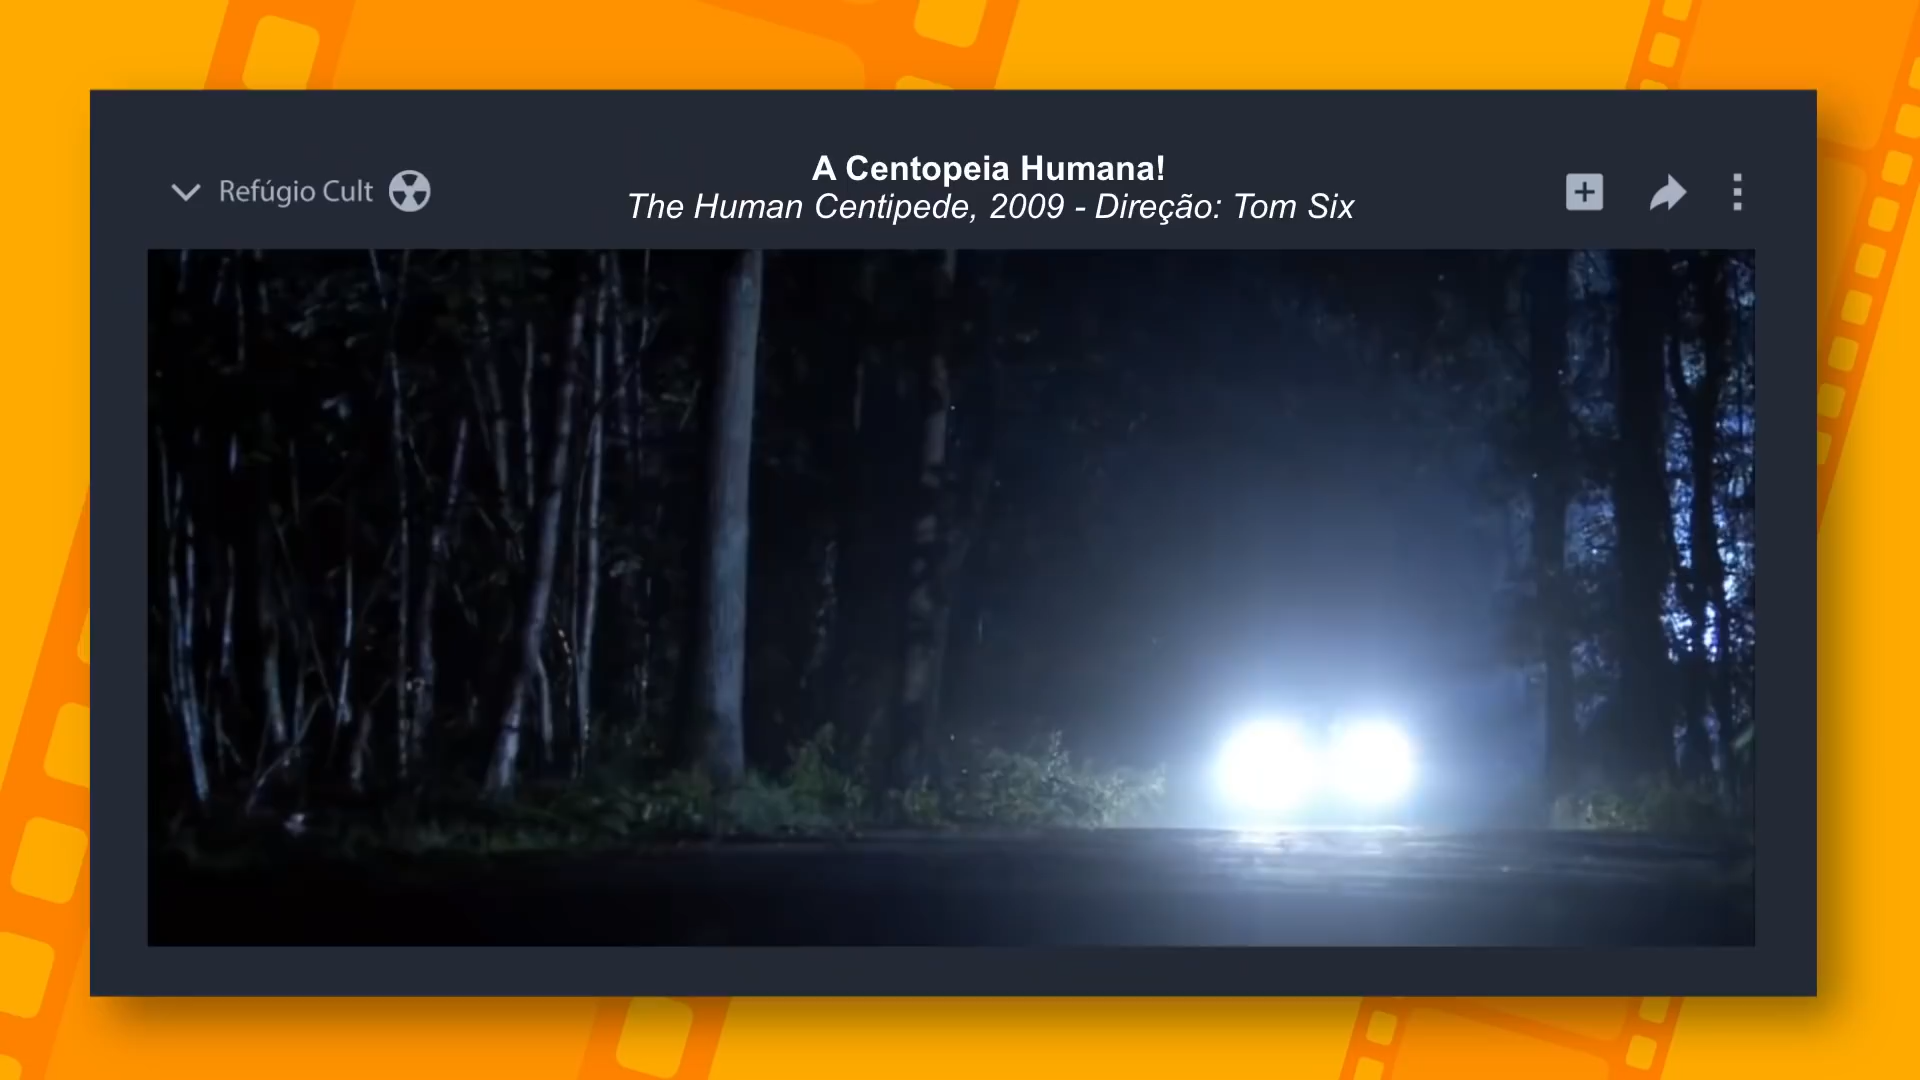 Refúgio Cult
A Centopeia Humana!
The Human Centipede, 2009 - Direção: Tom Six